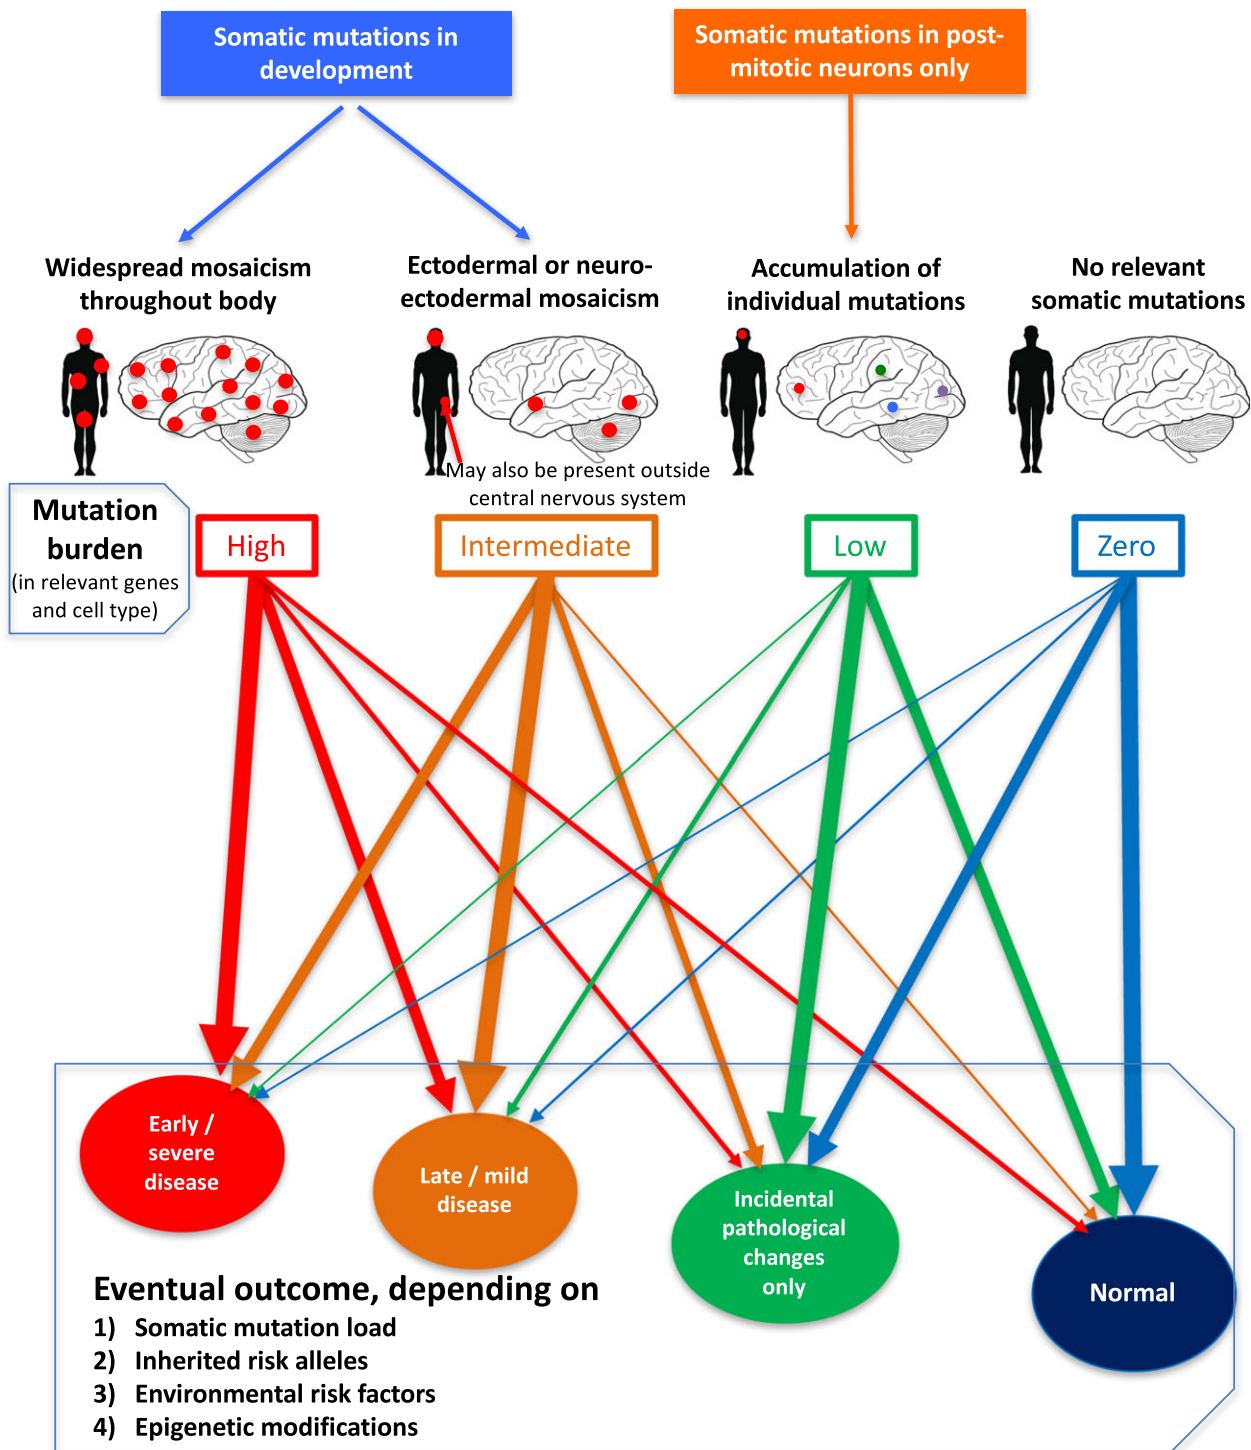 Somatic mutations in
development
Somatic mutations in post-
mitotic neurons only
Widespread mosaicism
throughout body
Ectodermal or neuro-
ectodermal mosaicism
Accumulation of
individual mutations
No relevant
somatic mutations
May also be present outside
central nervous system
Mutation
burden
(in relevant genes
and cell type)
High
Intermediate
Low
Zero
Early /
severe
disease
Late / mild
disease
Incidental
pathological
changes
only
Normal
Eventual outcome, depending on
1) Somatic mutation load
2) Inherited risk alleles
3) Environmental risk factors
4) Epigenetic modifications